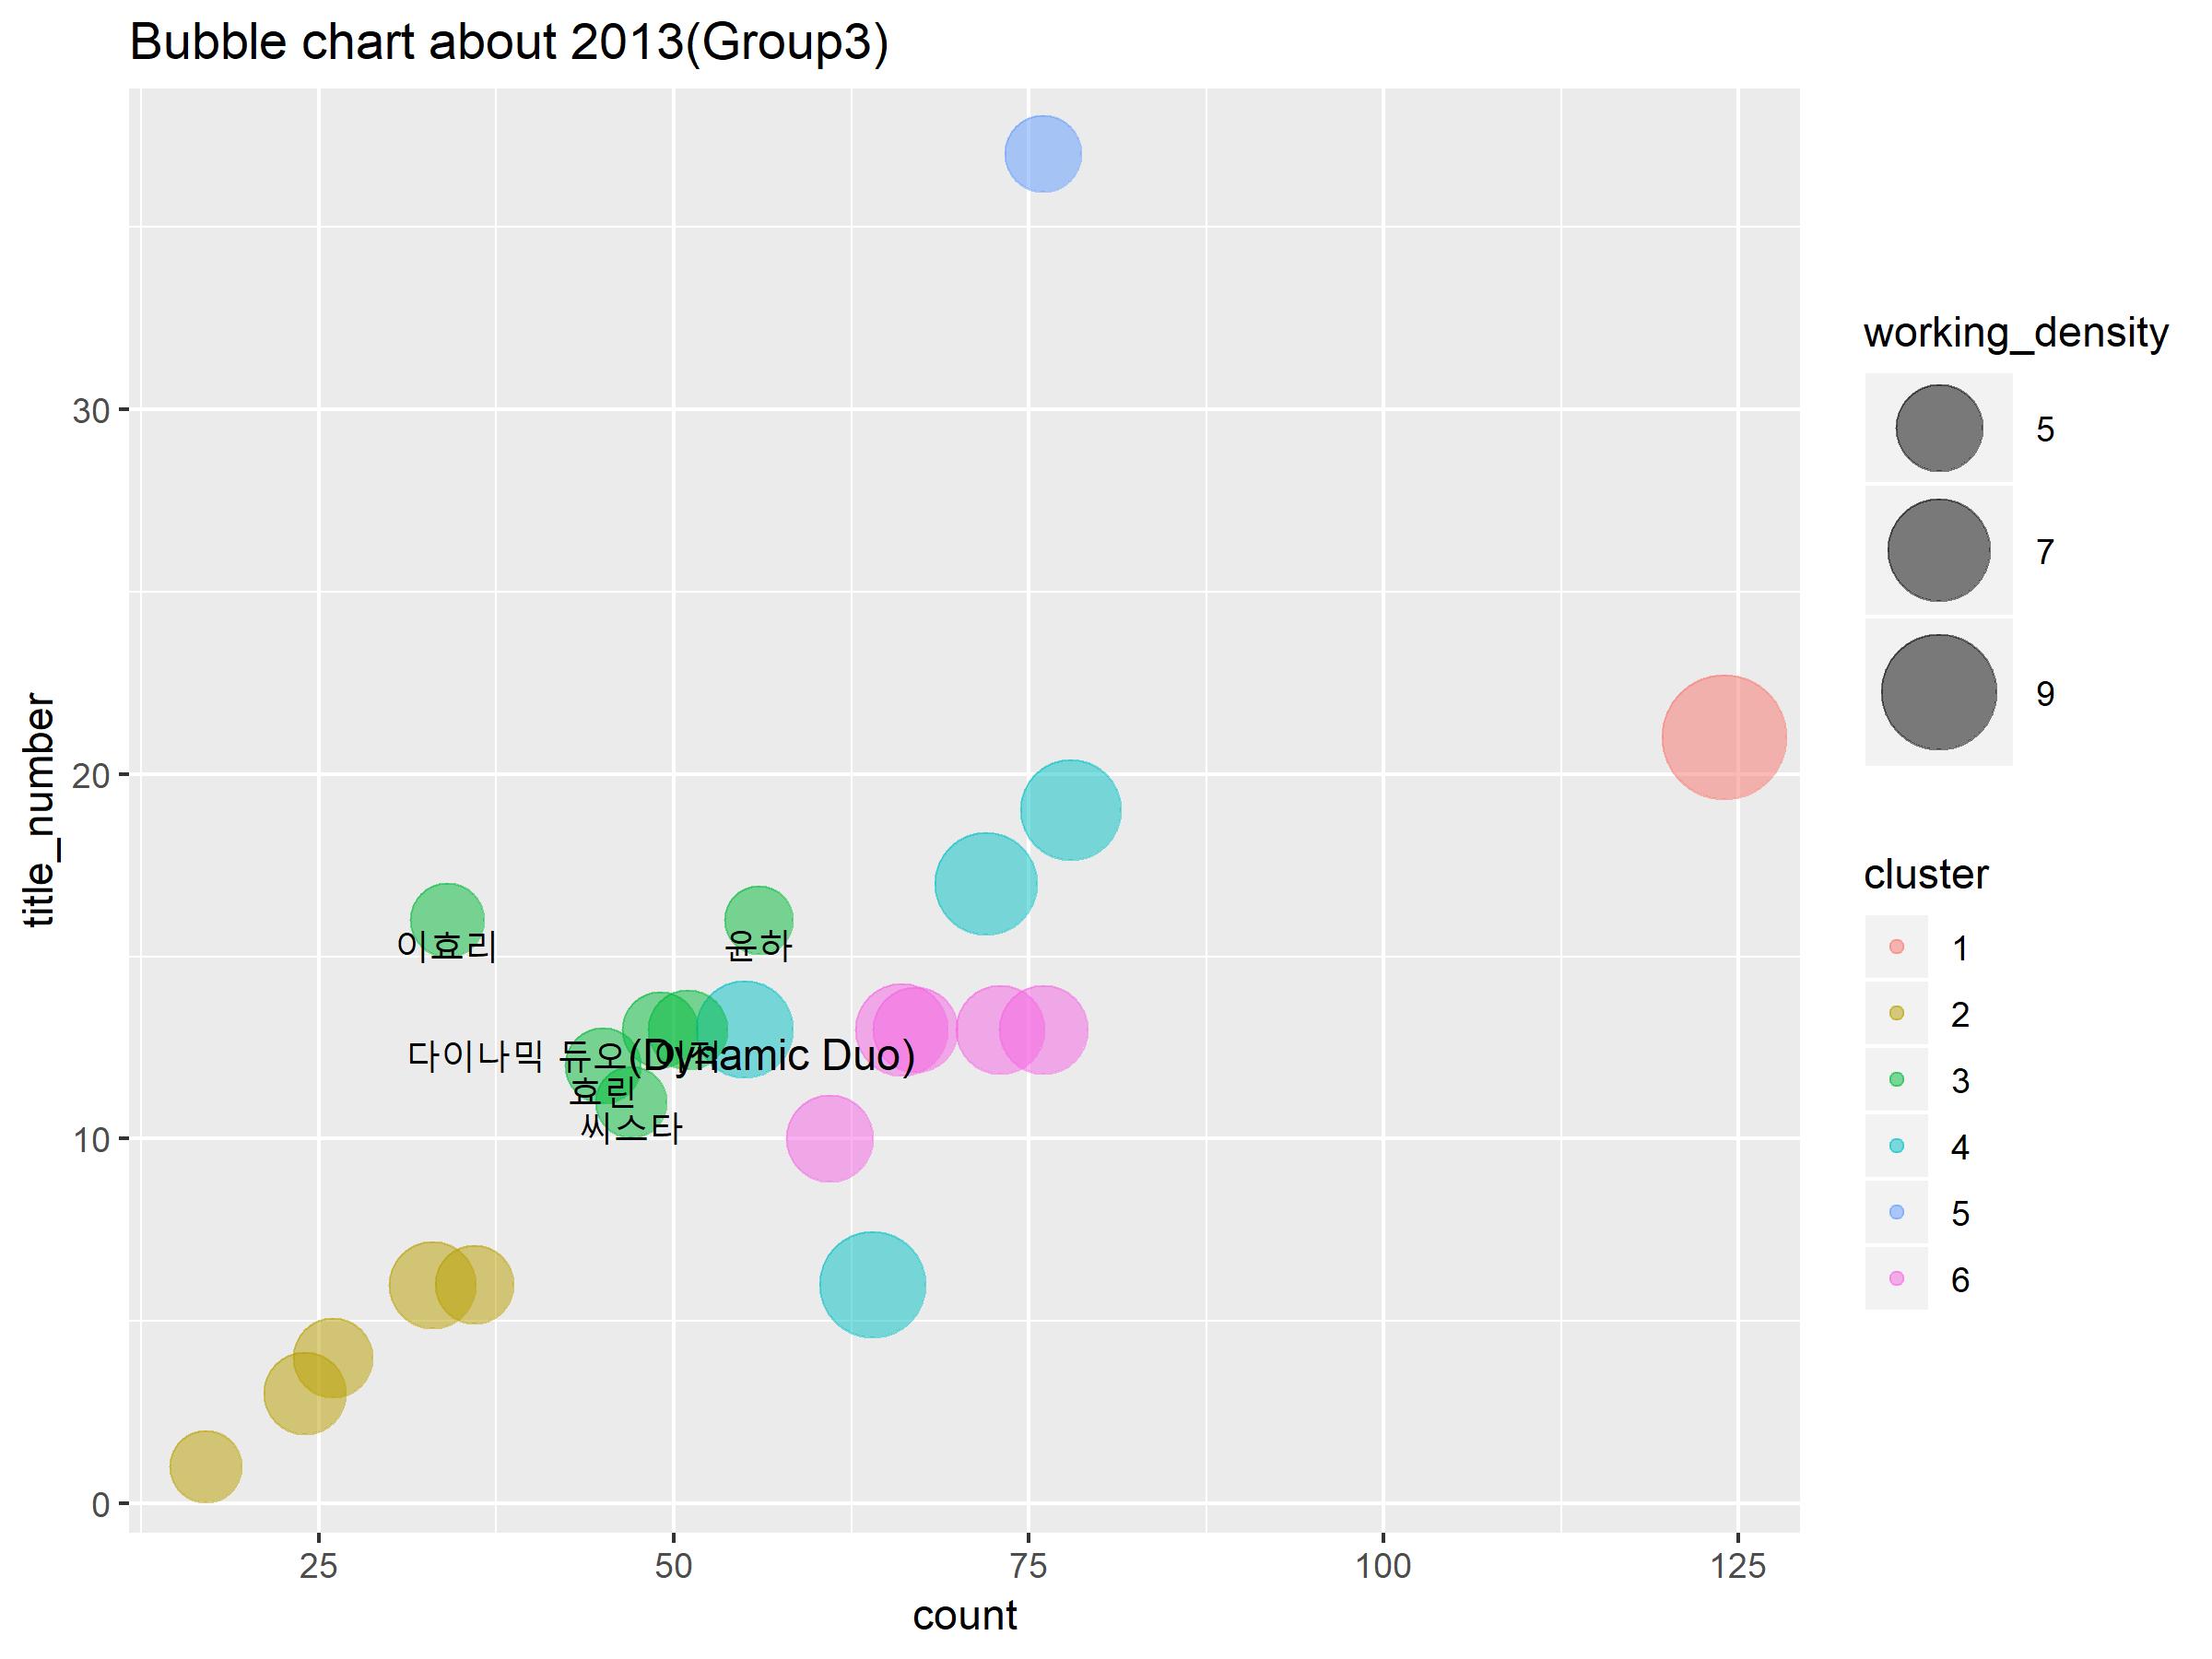 Bubble chart about 2013(Group3)
title_number
30
20
10
0
이효리
윤하
다이나믹 듀오(Dynamic Duo)
효린
씨스타
25
50
75
100
125
count
working_density
5
7
9
cluster
1
2
3
4
5
6